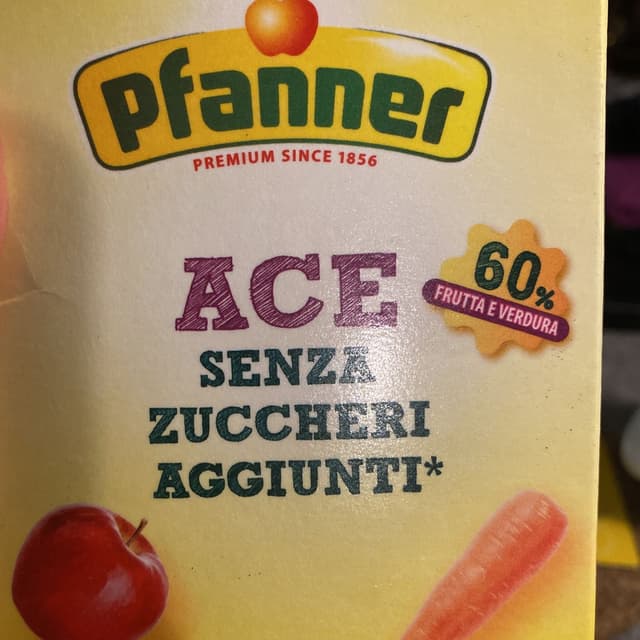 Pfanner
PREMIUM SINCE 1856
ACE
60%
FRUTTA E VERDURA
SENZA
ZUCCHERI
AGGIUNTI*